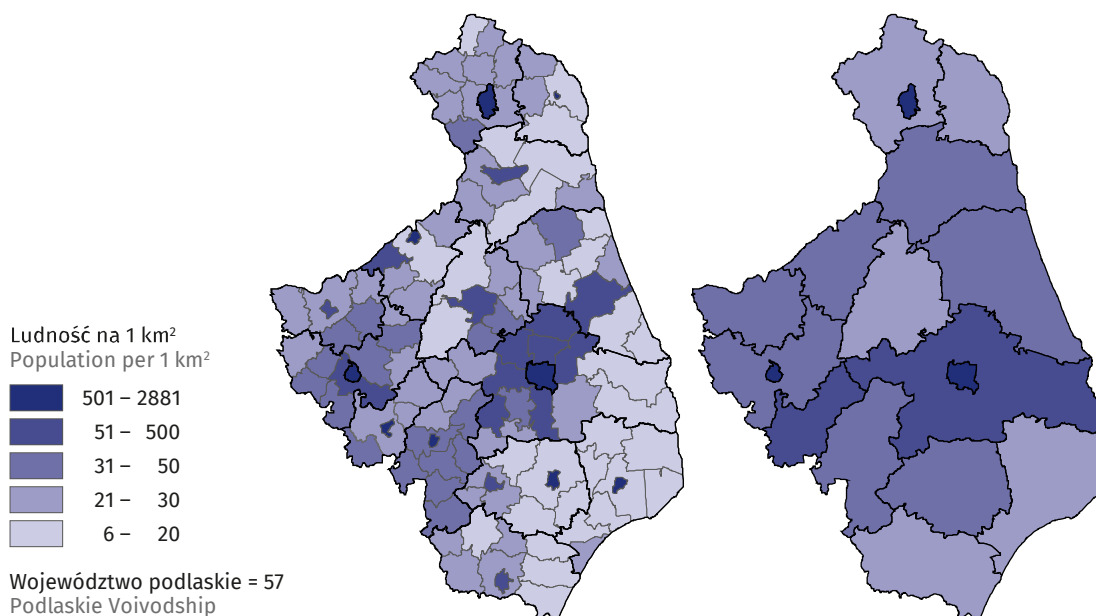 Ludność na 1 km²
Population per 1 km²
501 – 2881
51 – 500
31 – 50
21 – 30
6 – 20
Województwo podlaskie = 57
Podlaskie Voivodship